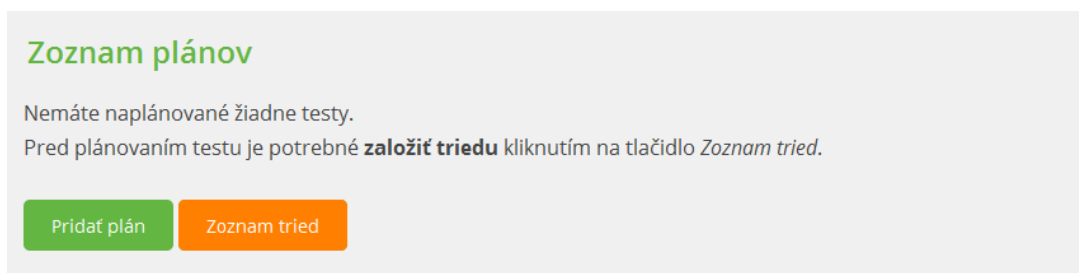 Zoznam plánov
Nemáte naplánované žiadne testy.
Pred plánovaním testu je potrebné založiť triedu kliknutím na tlačidlo Zoznam tried.
Pridať plán
Zoznam tried